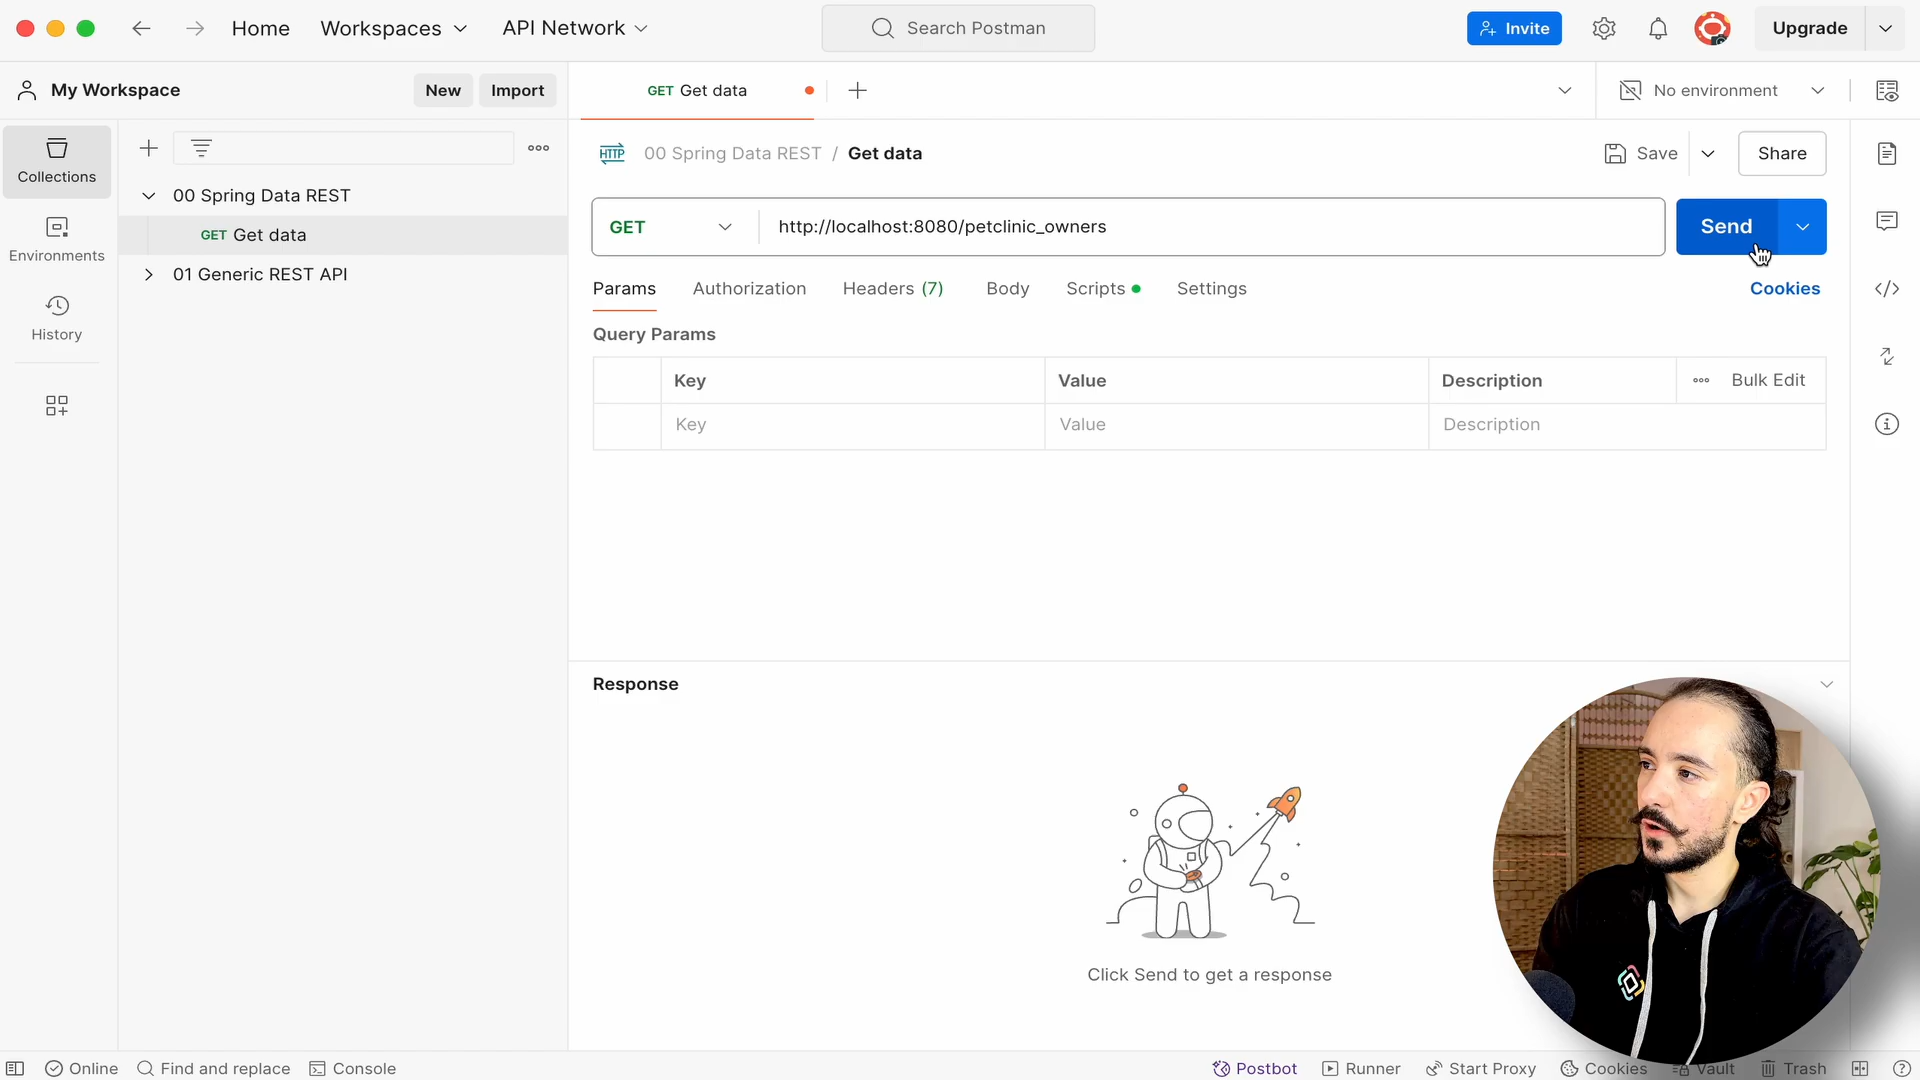 Home Workspaces API Network Search Postman Invite Upgrade
My Workspace New Import GET Get data No environment
Collections
Environments
History
00 Spring Data REST
GET Get data
01 Generic REST API
HTTP 00 Spring Data REST / Get data Save Share
GET http://localhost:8080/petclinic_owners Send
Params Authorization Headers (7) Body Scripts Settings Cookies
Query Params
Key Value Description Bulk Edit
Key Value Description
Response
Click Send to get a response
Online Find and replace Console Postbot Runner Start Proxy Cookies Vault Trash